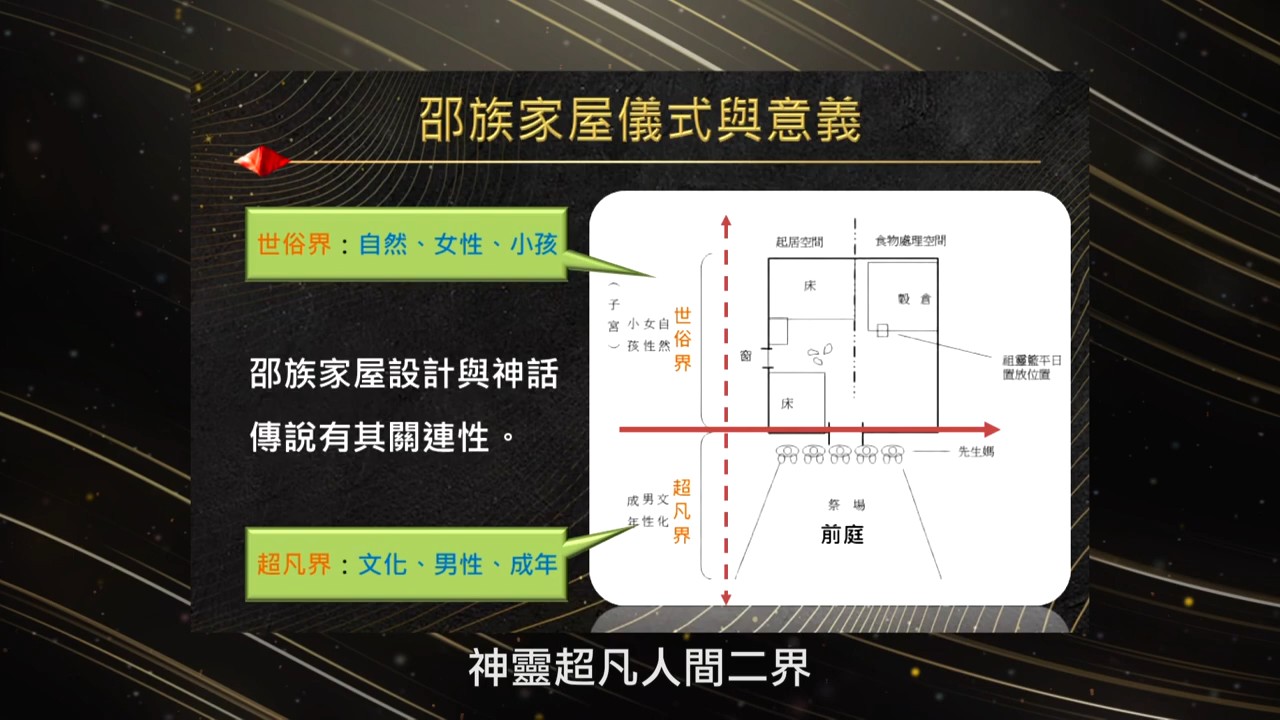 邵族家屋儀式與意義
世俗界：自然、女性、小孩
邵族家屋設計與神話
傳說有其關連性。
超凡界：文化、男性、成年
起居空間
食物處理空間
床
穀倉
窗
床
祖靈籃平日
置放位置
先生媽
祭場
前庭
世俗界
自然
女性
小孩
（子宮）
超凡界
文化
男性
成年
神靈超凡人間二界